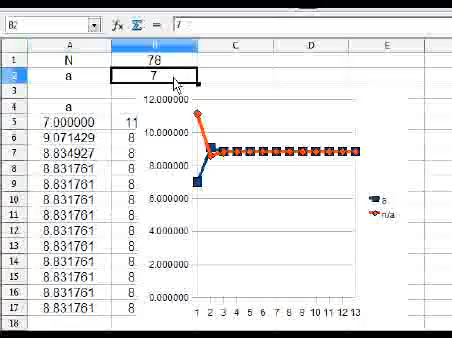 B2 fx Σ = 7
A B C D E
1 N 78
2 a 7
3
4 a
5 7.000000 11
6 9.071429 8
7 8.834927 8
8 8.831761 8
9 8.831761 8
10 8.831761 8
11 8.831761 8
12 8.831761 8
13 8.831761 8
14 8.831761 8
15 8.831761 8
16 8.831761 8
17 8.831761 8
18
12.000000
10.000000
8.000000
6.000000
4.000000
2.000000
0.000000
1 2 3 4 5 6 7 8 9 10 11 12 13
n/a